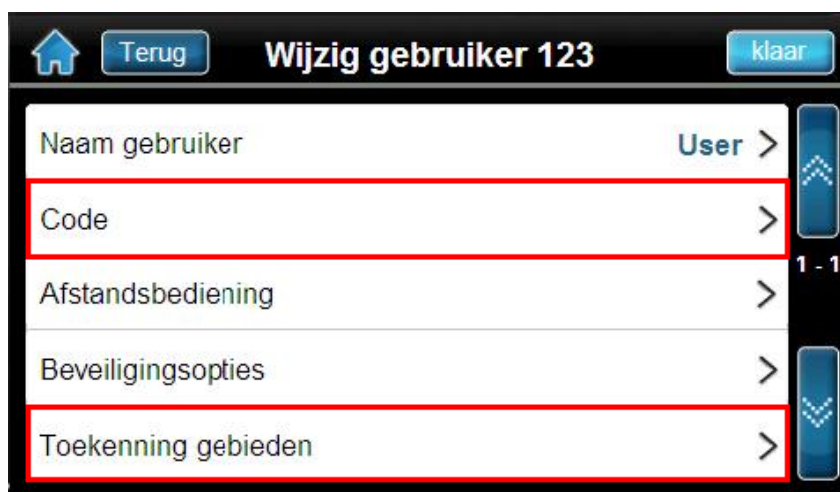 Terug Wijzig gebruiker 123 klaar
Naam gebruiker User
Code
1 - 1
Afstandsbediening
Beveiligingsopties
Toekenning gebieden